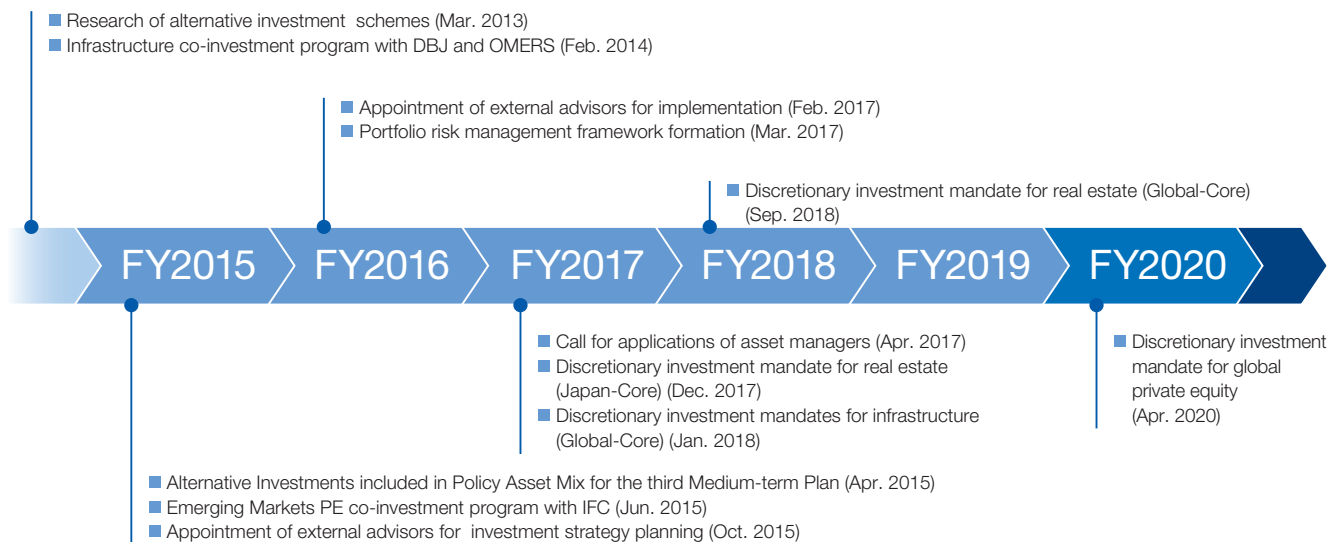 Research of alternative investment schemes (Mar. 2013)
Infrastructure co-investment program with DBJ and OMERS (Feb. 2014)
Appointment of external advisors for implementation (Feb. 2017)
Portfolio risk management framework formation (Mar. 2017)
Discretionary investment mandate for real estate (Global-Core)
(Sep. 2018)
FY2015 FY2016 FY2017 FY2018 FY2019 FY2020
Call for applications of asset managers (Apr. 2017)
Discretionary investment mandate for real estate
(Japan-Core) (Dec. 2017)
Discretionary investment mandates for infrastructure
(Global-Core) (Jan. 2018)
Discretionary investment
mandate for global
private equity
(Apr. 2020)
Alternative Investments included in Policy Asset Mix for the third Medium-term Plan (Apr. 2015)
Emerging Markets PE co-investment program with IFC (Jun. 2015)
Appointment of external advisors for investment strategy planning (Oct. 2015)